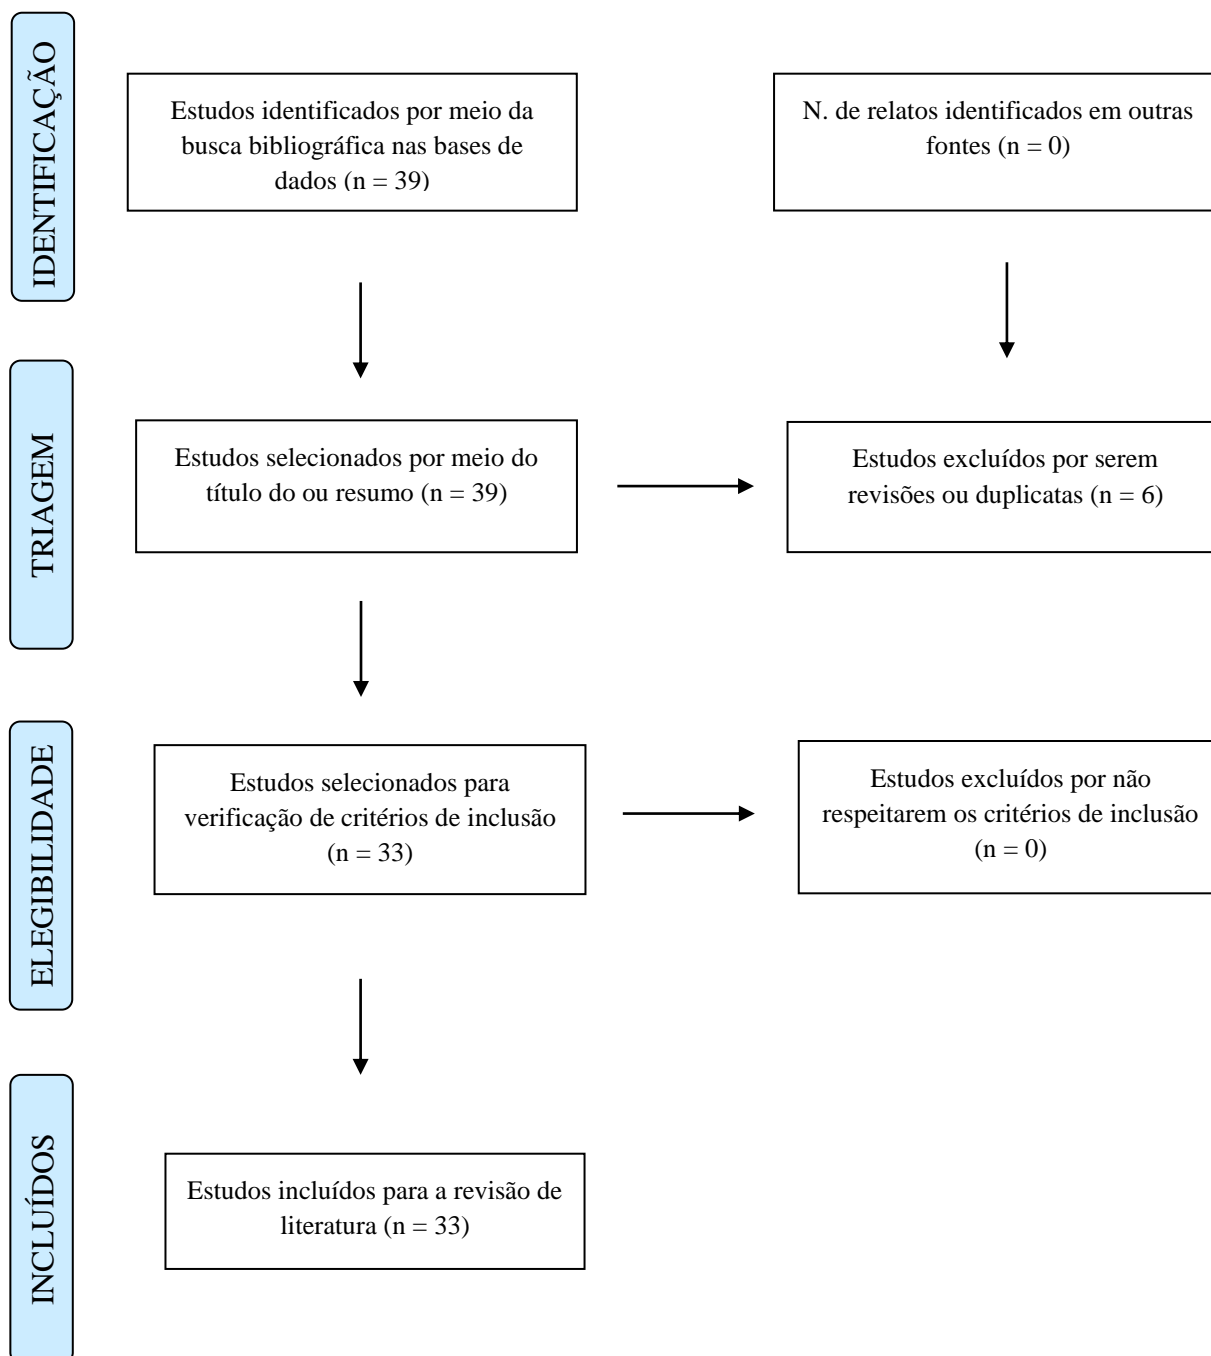 IDENTIFICAÇÃO
Estudos identificados por meio da
busca bibliográfica nas bases de
dados (n = 39)
N. de relatos identificados em outras
fontes (n = 0)
TRIAGEM
Estudos selecionados por meio do
título do ou resumo (n = 39)
Estudos excluídos por serem
revisões ou duplicatas (n = 6)
ELEGIBILIDADE
Estudos selecionados para
verificação de critérios de inclusão
(n = 33)
Estudos excluídos por não
respeitarem os critérios de inclusão
(n = 0)
INCLUÍDOS
Estudos incluídos para a revisão de
literatura (n = 33)